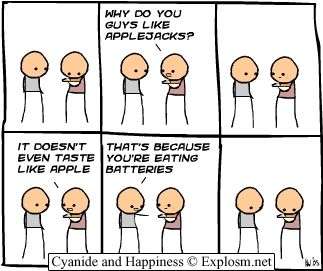 WHY DO YOU
GUYS LIKE
APPLEJACKS?
IT DOESN'T
EVEN TASTE
LIKE APPLE
THAT'S BECAUSE
YOU'RE EATING
BATTERIES
Cyanide and Happiness © Explosm.net